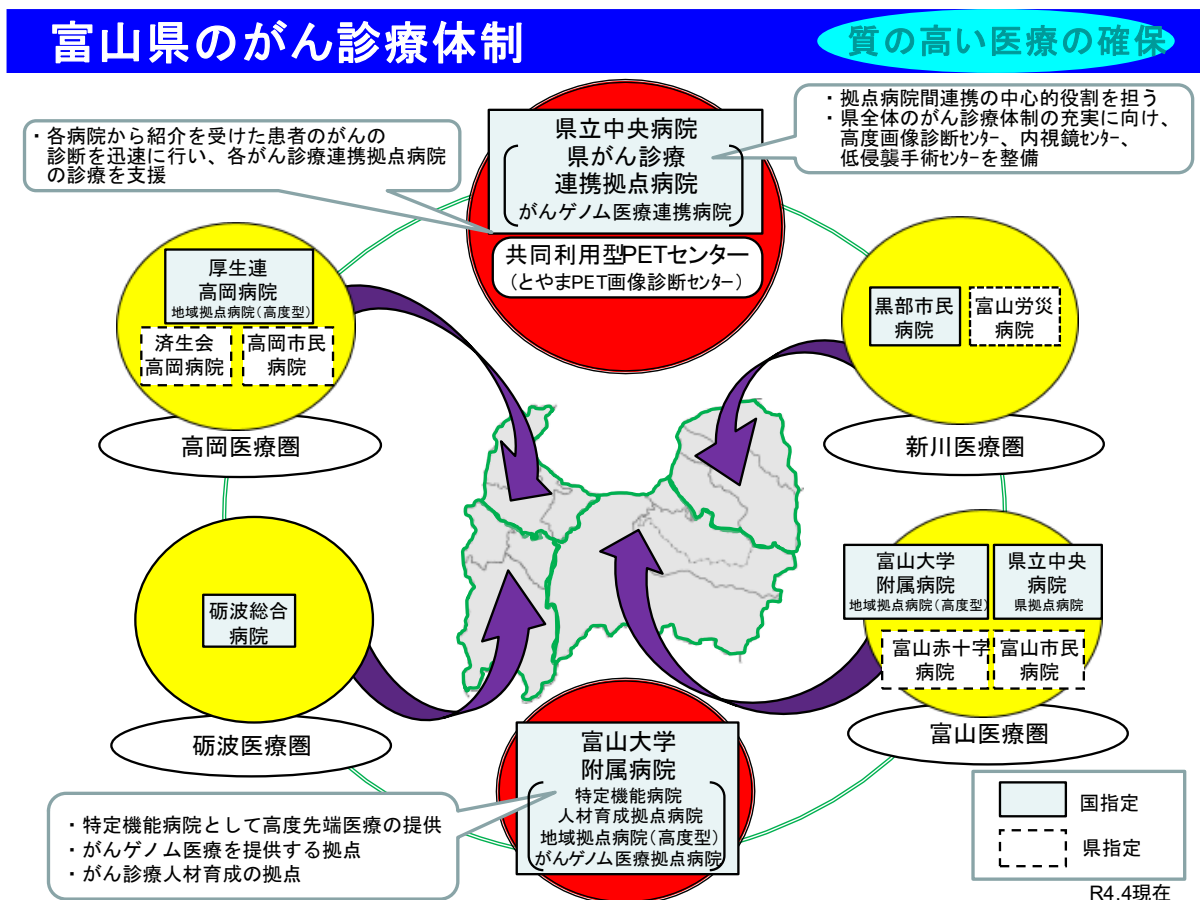 富山県のがん診療体制
質の高い医療の確保
・各病院から紹介を受けた患者のがんの
診断を迅速に行い、各がん診療連携拠点病院
の診療を支援
県立中央病院
県がん診療
連携拠点病院
がんゲノム医療連携病院
共同利用型PETセンター
(とやまPET画像診断センター)
・拠点病院間連携の中心的役割を担う
・県全体のがん診療体制の充実に向け、
高度画像診断センター、内視鏡センター、
低侵襲手術センターを整備
厚生連
高岡病院
地域拠点病院(高度型)
済生会
高岡病院
高岡市民
病院
高岡医療圏
黒部市民
病院
富山労災
病院
新川医療圏
砺波総合
病院
砺波医療圏
富山大学
附属病院
地域拠点病院(高度型)
県立中央
病院
県拠点病院
富山赤十字
病院
富山市民
病院
富山医療圏
富山大学
附属病院
特定機能病院
人材育成拠点病院
地域拠点病院(高度型)
がんゲノム医療拠点病院
・特定機能病院として高度先端医療の提供
・がんゲノム医療を提供する拠点
・がん診療人材育成の拠点
国指定
県指定
R4.4現在